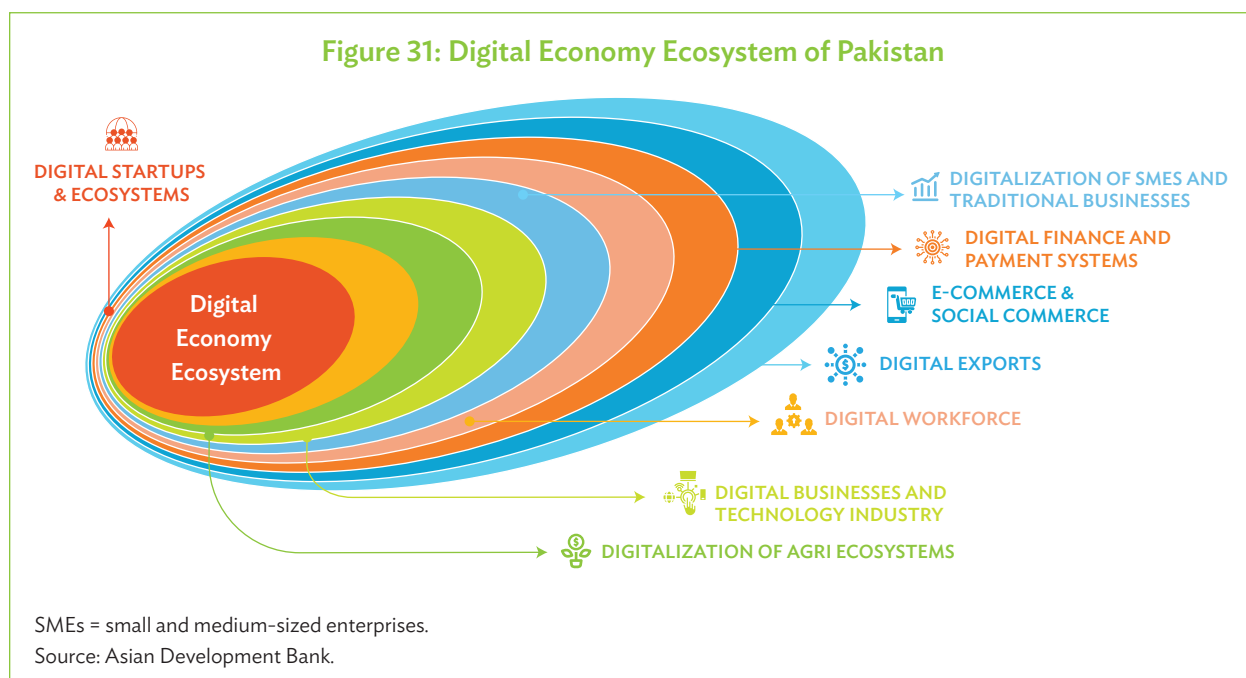 Figure 31: Digital Economy Ecosystem of Pakistan
DIGITAL STARTUPS
& ECOSYSTEMS
Digital
Economy
Ecosystem
DIGITALIZATION OF SMES AND
TRADITIONAL BUSINESSES
DIGITAL FINANCE AND
PAYMENT SYSTEMS
E-COMMERCE &
SOCIAL COMMERCE
DIGITAL EXPORTS
DIGITAL WORKFORCE
DIGITAL BUSINESSES AND
TECHNOLOGY INDUSTRY
DIGITALIZATION OF AGRI ECOSYSTEMS
SMEs = small and medium-sized enterprises.
Source: Asian Development Bank.